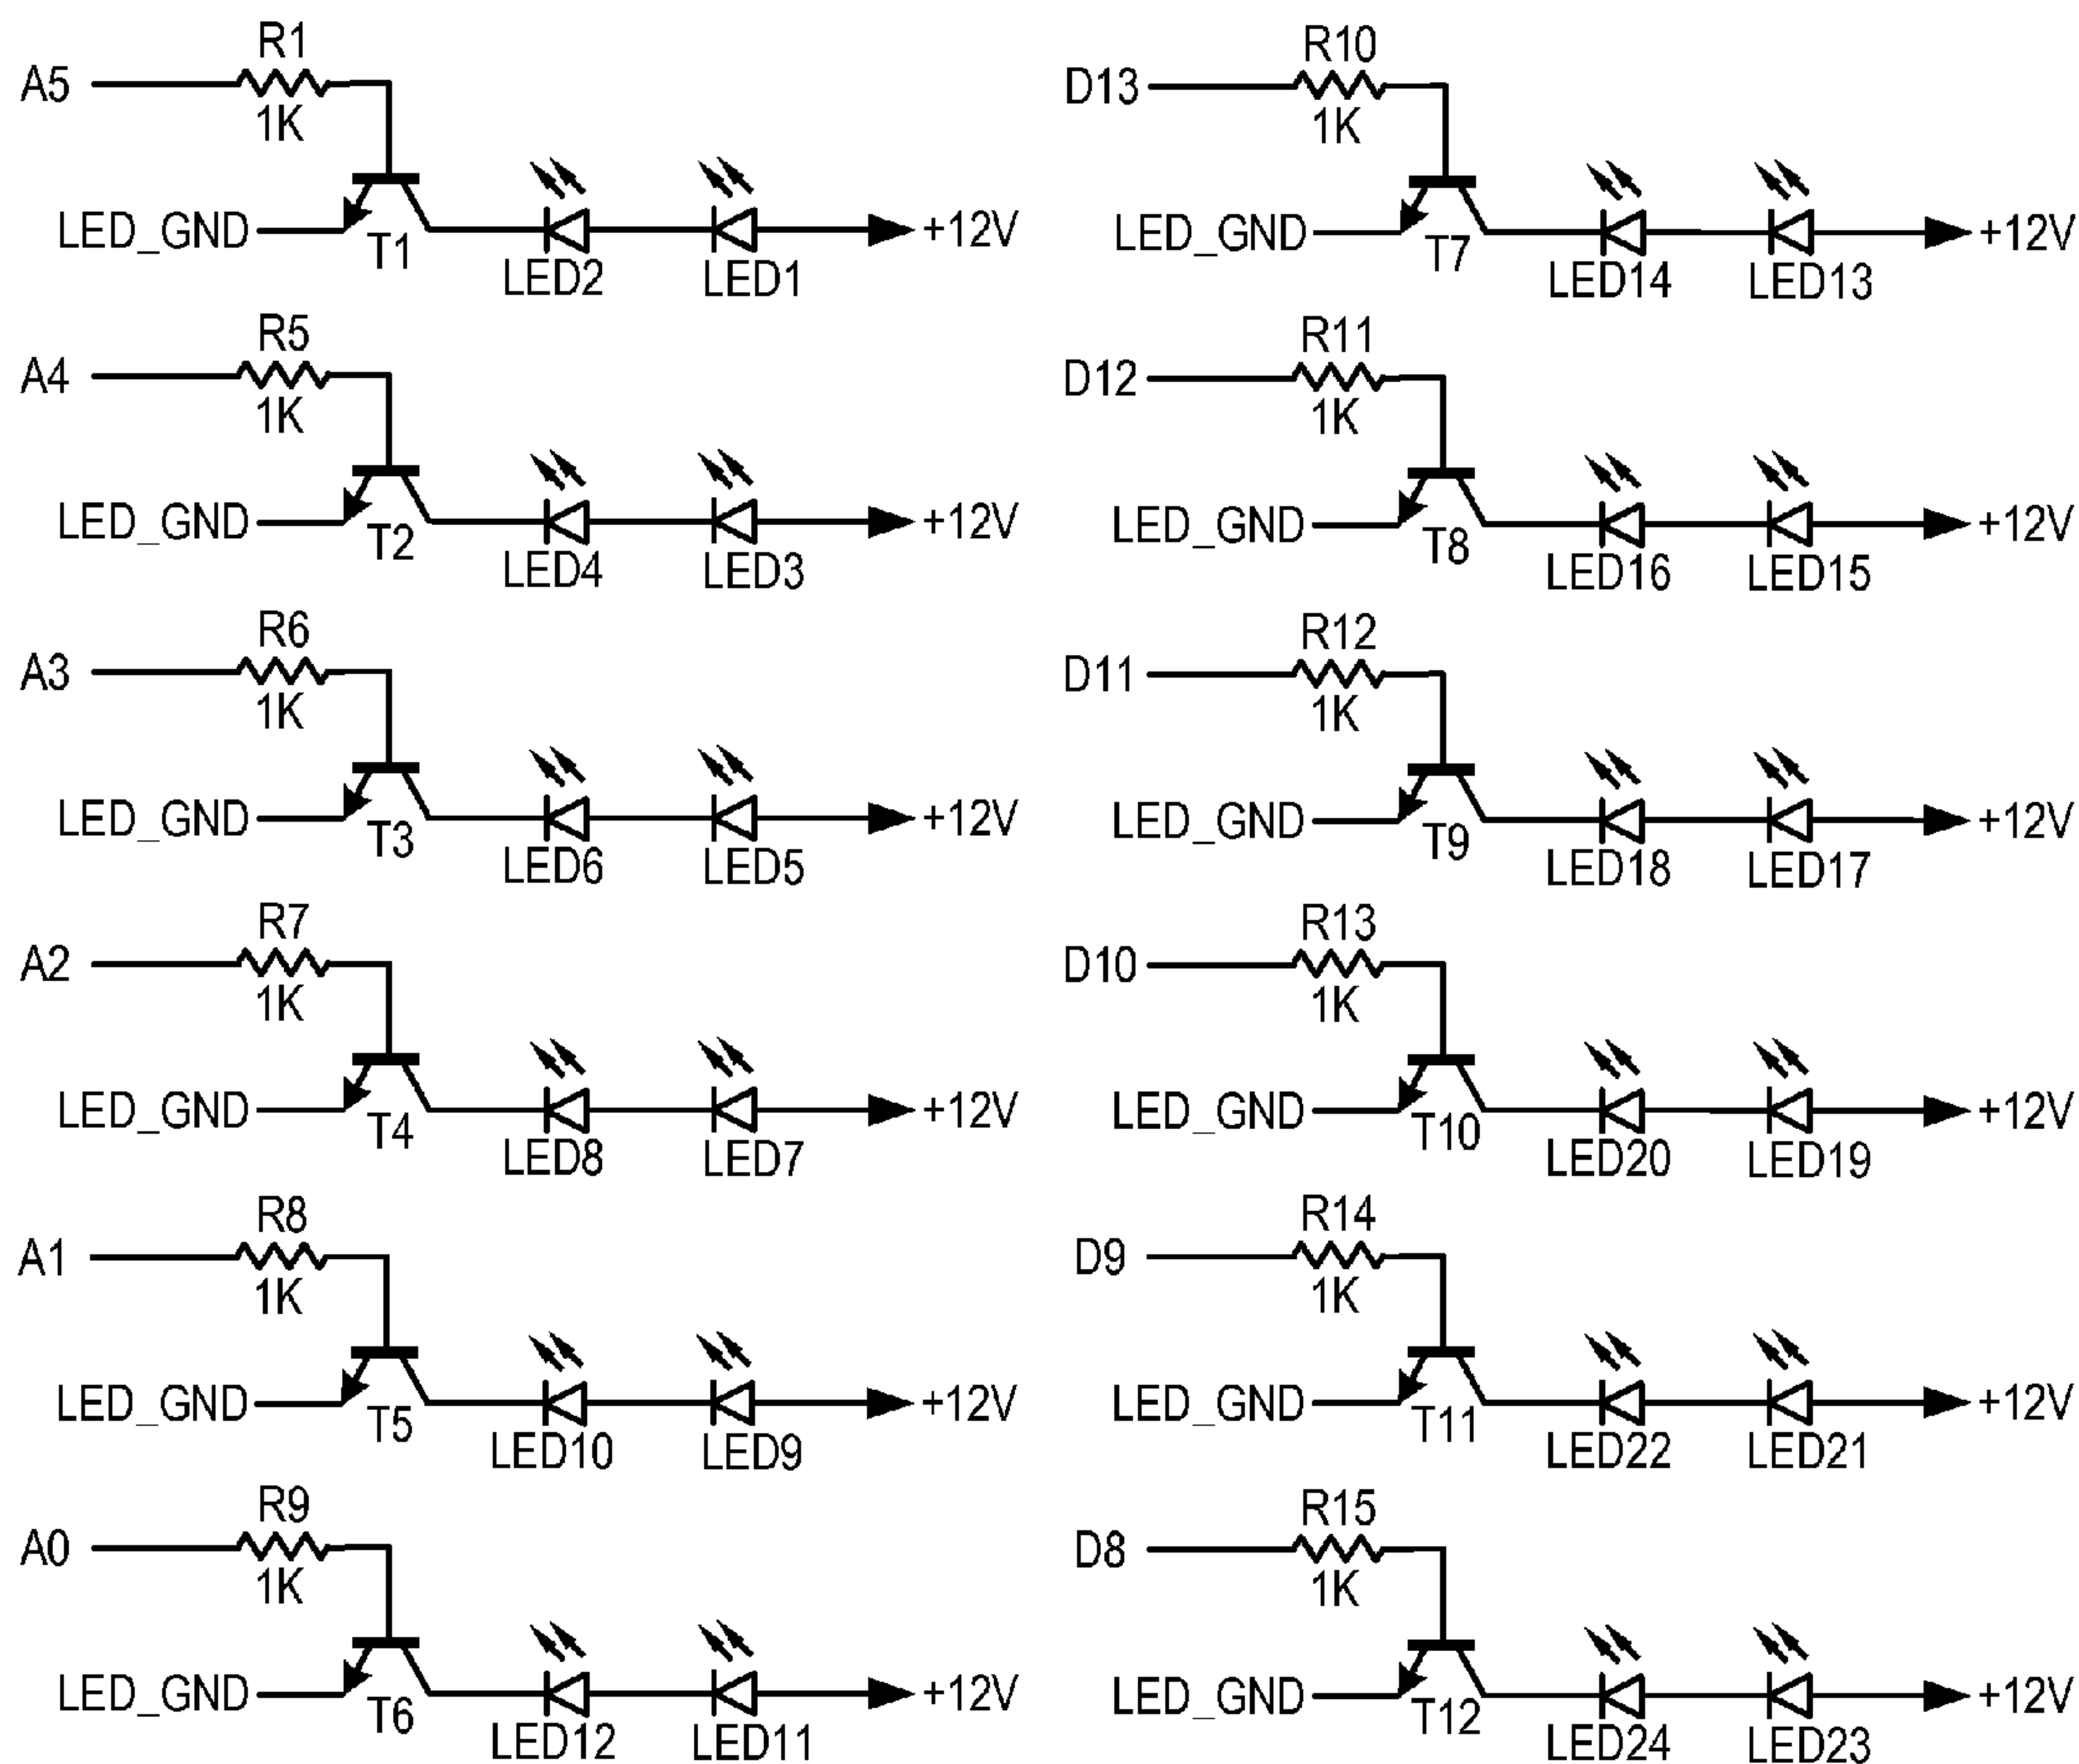 R1
A5
1K
LED_GND
T1
LED2
LED1
+12V
R5
A4
1K
LED_GND
T2
LED4
LED3
+12V
R6
A3
1K
LED_GND
T3
LED6
LED5
+12V
R7
A2
1K
LED_GND
T4
LED8
LED7
+12V
R8
A1
1K
LED_GND
T5
LED10
LED9
+12V
R9
A0
1K
LED_GND
T6
LED12
LED11
+12V
R10
D13
1K
LED_GND
T7
LED14
LED13
+12V
R11
D12
1K
LED_GND
T8
LED16
LED15
+12V
R12
D11
1K
LED_GND
T9
LED18
LED17
+12V
R13
D10
1K
LED_GND
T10
LED20
LED19
+12V
R14
D9
1K
LED_GND
T11
LED22
LED21
+12V
R15
D8
1K
LED_GND
T12
LED24
LED23
+12V